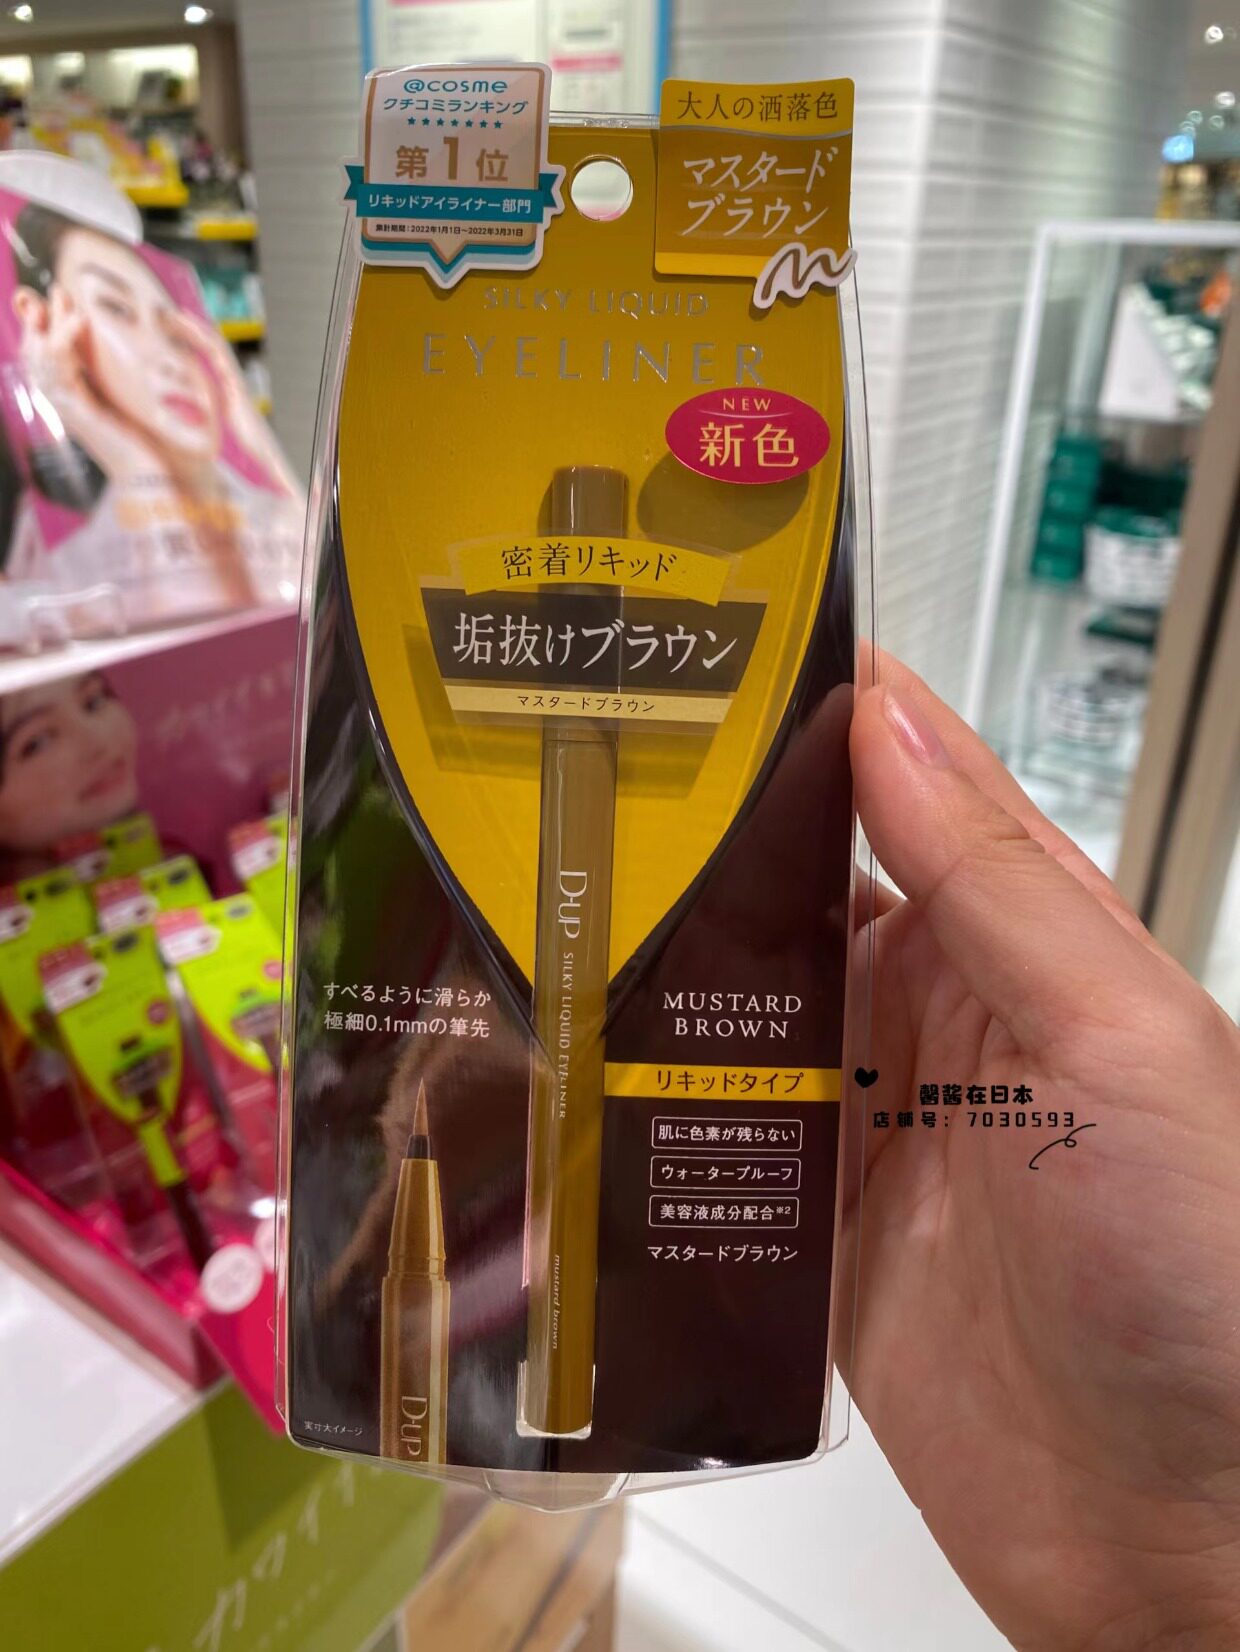 @cosme
クチコミランキング
★★★★★★★
第1位
リキッドアイライナー部門
集計期間：2022年1月1日〜2022年3月31日
大人の洒落色
マスタード
ブラウン
SILKY LIQUID
EYELINER
NEW
新色
密着リキッド
垢抜けブラウン
マスタードブラウン
D-UP SILKY LIQUID EYELINER
mustard brown
すべるように滑らか
極細0.1mmの筆先
D-UP
実寸大イメージ
MUSTARD
BROWN
リキッドタイプ
肌に色素が残らない
ウォータープルーフ
美容液成分配合※2
マスタードブラウン
馨酱在日本
店铺号：7030593